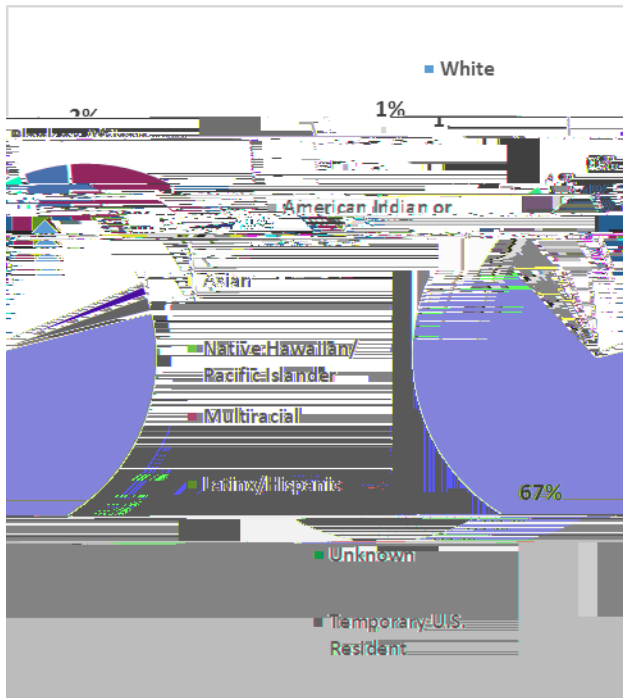 White
1%
American Indian or
Asian
Native Hawaiian/
Pacific Islander
Multiracial
Latinx/Hispanic
67%
Unknown
Temporary U.S.
Resident